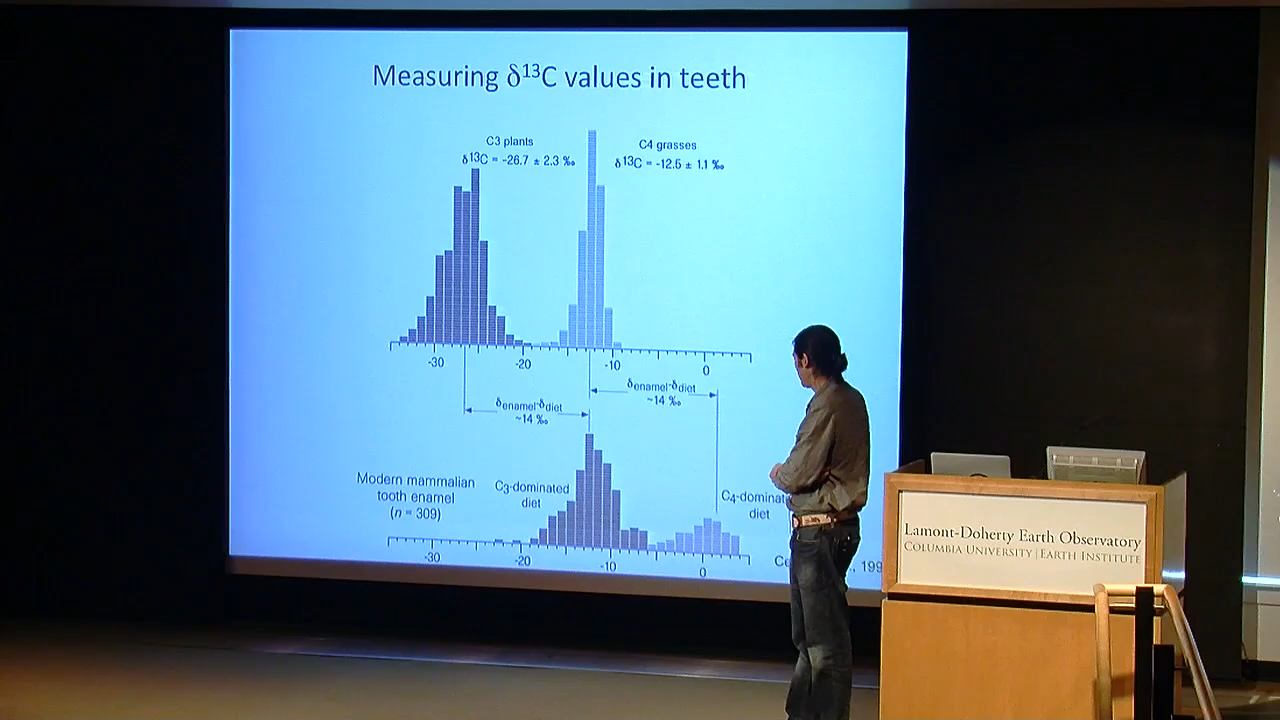 Measuring δ¹³C values in teeth
C3 plants
δ¹³C = -26.7 ± 2.3 ‰
C4 grasses
δ¹³C = -12.5 ± 1.1 ‰
-30 -20 -10 0
δenamel-δdiet
~14 ‰
δenamel-δdiet
~14 ‰
Modern mammalian
tooth enamel
(n = 309)
C₃-dominated
diet
diet
-30 -20 -10 0
Lamont-Doherty Earth Observatory
COLUMBIA UNIVERSITY | EARTH INSTITUTE